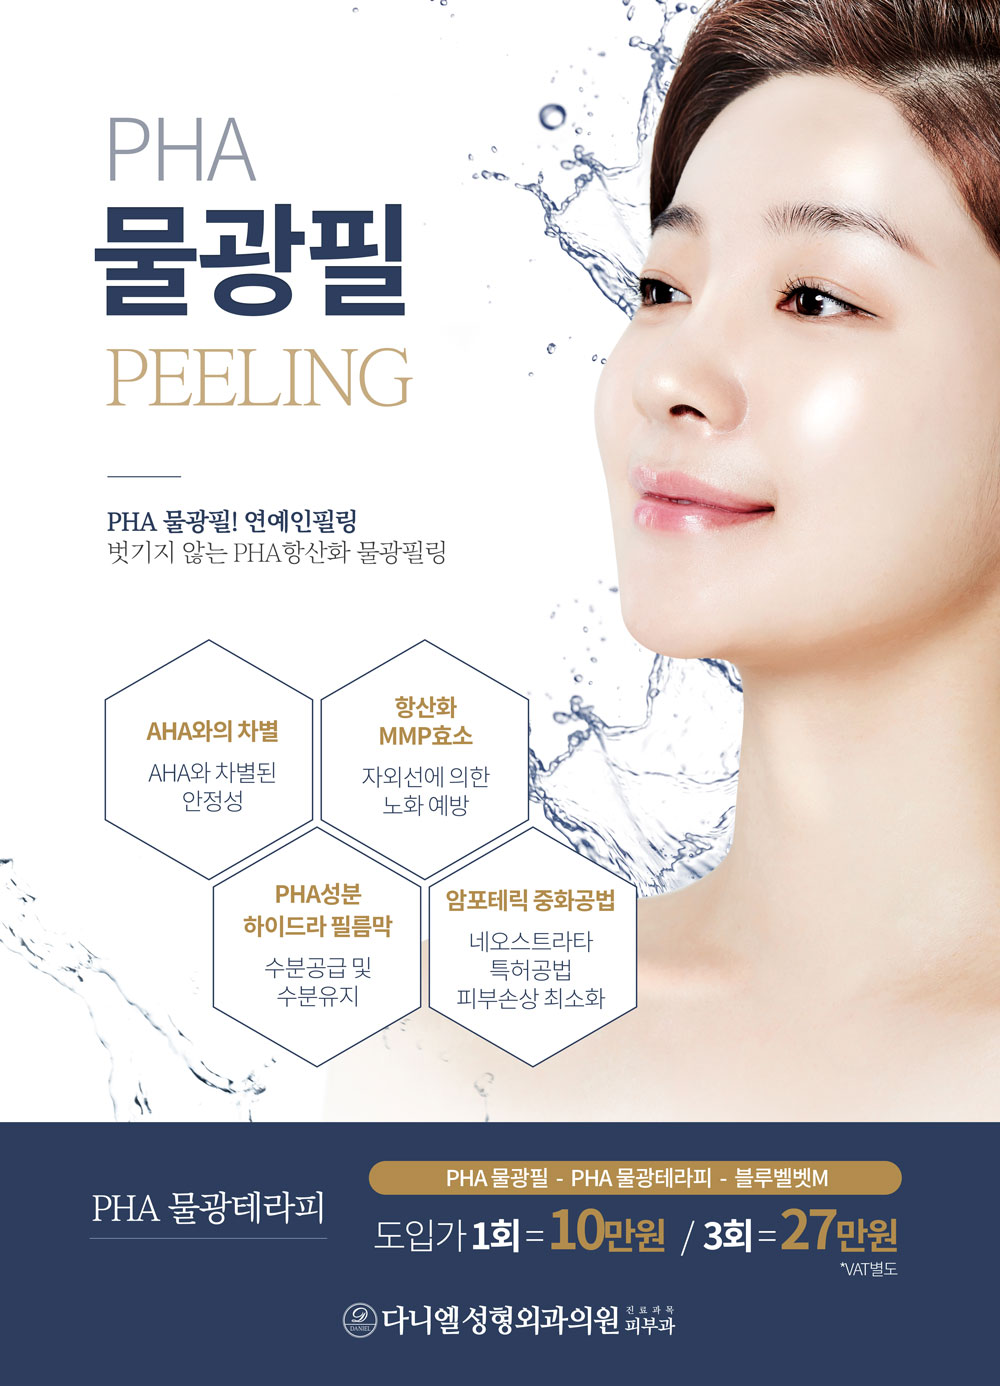 PHA
물광필
PEELING
PHA 물광필! 연예인필링
벗기지 않는 PHA항산화 물광필링
AHA와의 차별
AHA와 차별된
안정성
항산화
MMP효소
자외선에 의한
노화 예방
PHA성분
하이드라 필름막
수분공급 및
수분유지
암포테릭 중화공법
네오스트라타
특허공법
피부손상 최소화
PHA 물광테라피
PHA 물광필 - PHA 물광테라피 - 블루벨벳M
도입가 1회 = 10만원 / 3회 = 27만원
*VAT별도
DANIEL 다니엘성형외과의원 진료과목 피부과